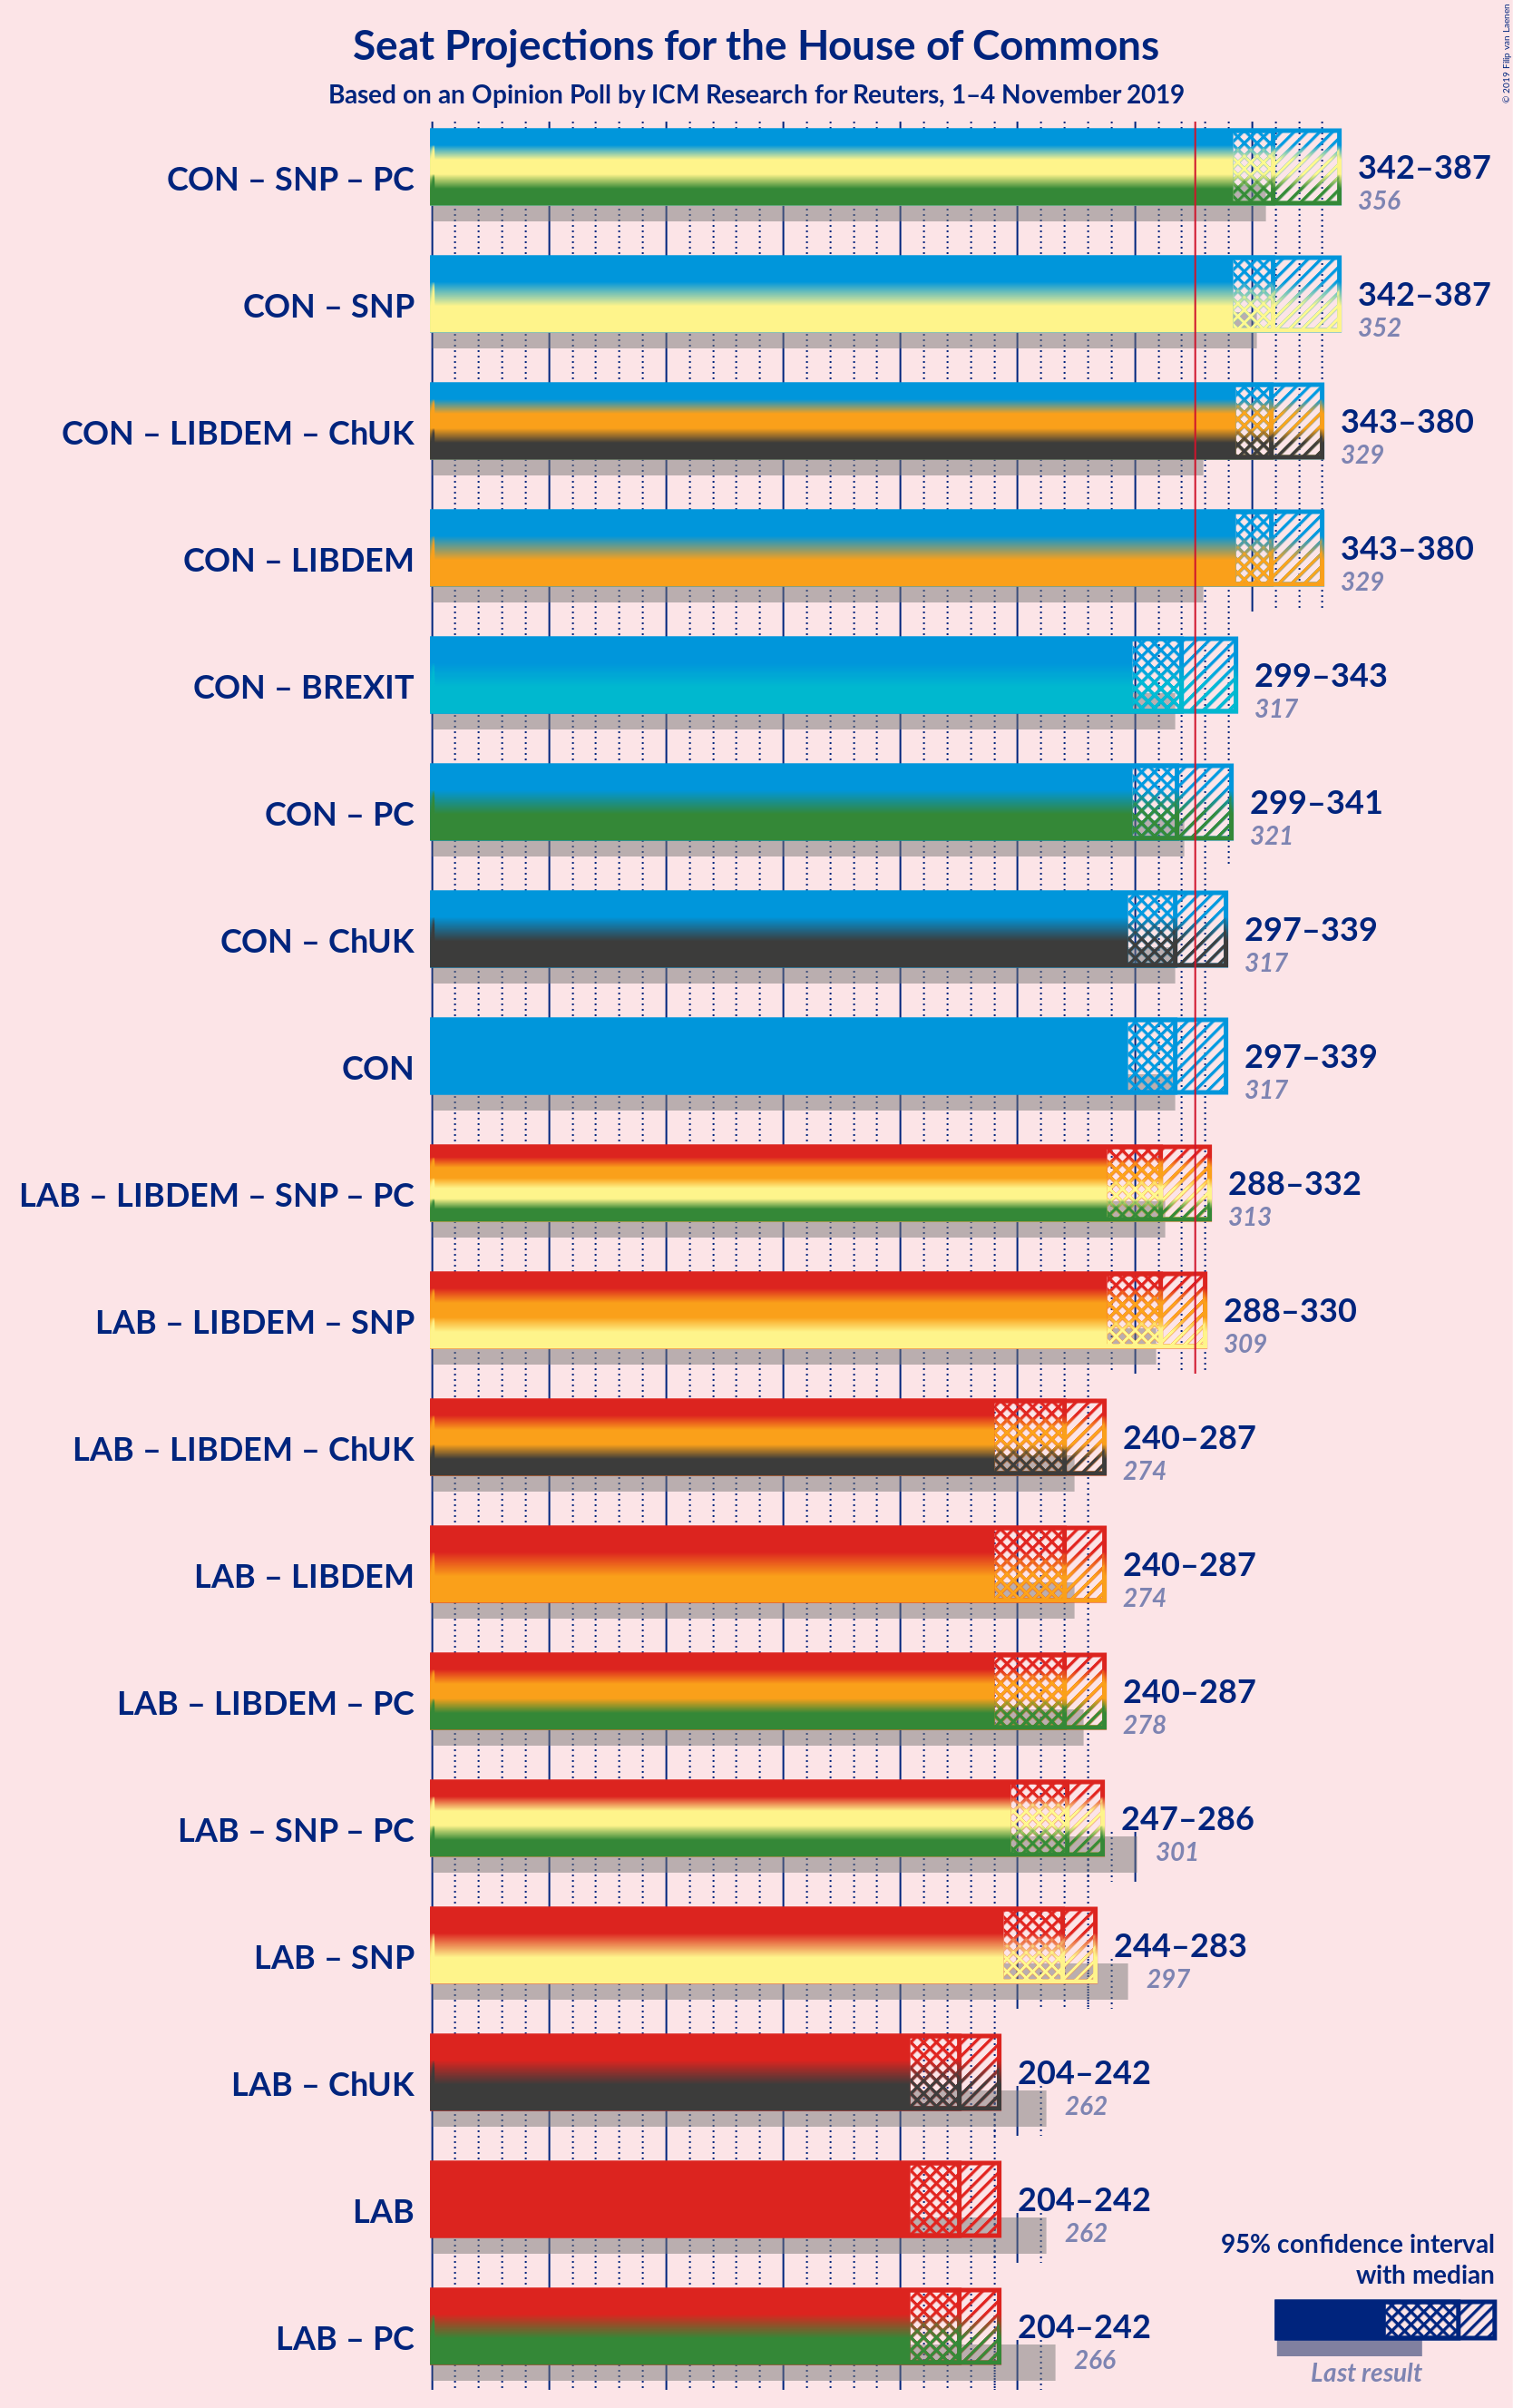 Seat Projections for the House of Commons
Based on an Opinion Poll by ICM Research for Reuters, 1–4 November 2019
© 2019 Filip van Laenen
CON – SNP – PC
342–387
356
CON – SNP
342–387
352
CON – LIBDEM – ChUK
343–380
329
CON – LIBDEM
343–380
329
CON – BREXIT
299–343
317
CON – PC
299–341
321
CON – ChUK
297–339
317
CON
297–339
317
LAB – LIBDEM – SNP – PC
288–332
313
LAB – LIBDEM – SNP
288–330
309
LAB – LIBDEM – ChUK
240–287
274
LAB – LIBDEM
240–287
274
LAB – LIBDEM – PC
240–287
278
LAB – SNP – PC
247–286
301
LAB – SNP
244–283
297
LAB – ChUK
204–242
262
LAB
204–242
262
LAB – PC
204–242
266
95% confidence interval
with median
Last result